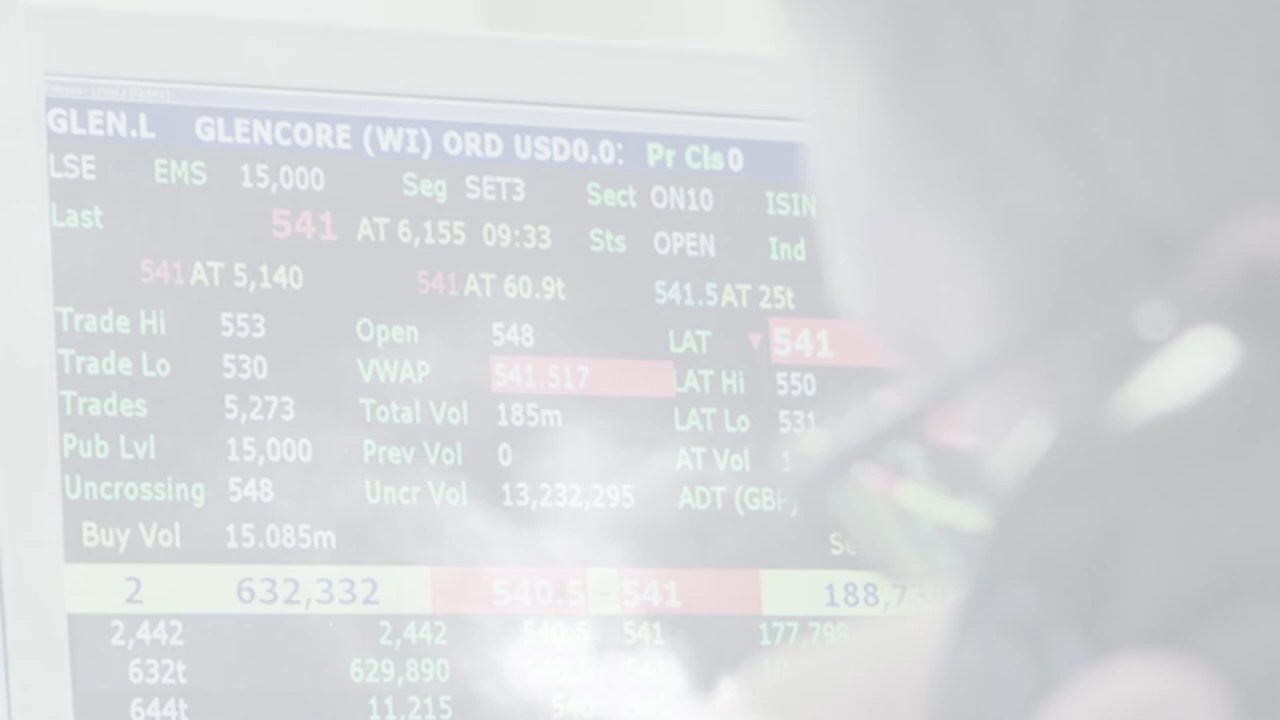 GLEN.L GLENCORE (WI) ORD USD0.0: Pr Cls 0
LSE EMS 15,000 Seg SET3 Sect ON10 ISIN
Last 541 AT 6,155 09:33 Sts OPEN Ind
541 AT 5,140 541 AT 60.9t 541.5 AT 25t
Trade Hi 553 Open 548 LAT ▼ 541
Trade Lo 530 VWAP 541.517 LAT Hi 550
Trades 5,273 Total Vol 185m LAT Lo 531
Pub Lvl 15,000 Prev Vol 0 AT Vol
Uncrossing 548 Uncr Vol 13,232,295 ADT (GBP)
Buy Vol 15.085m
2 632,332 540.5 - 541
2,442 2,442 540.5 541 177,799
632t 629,890
644t 11,215 540